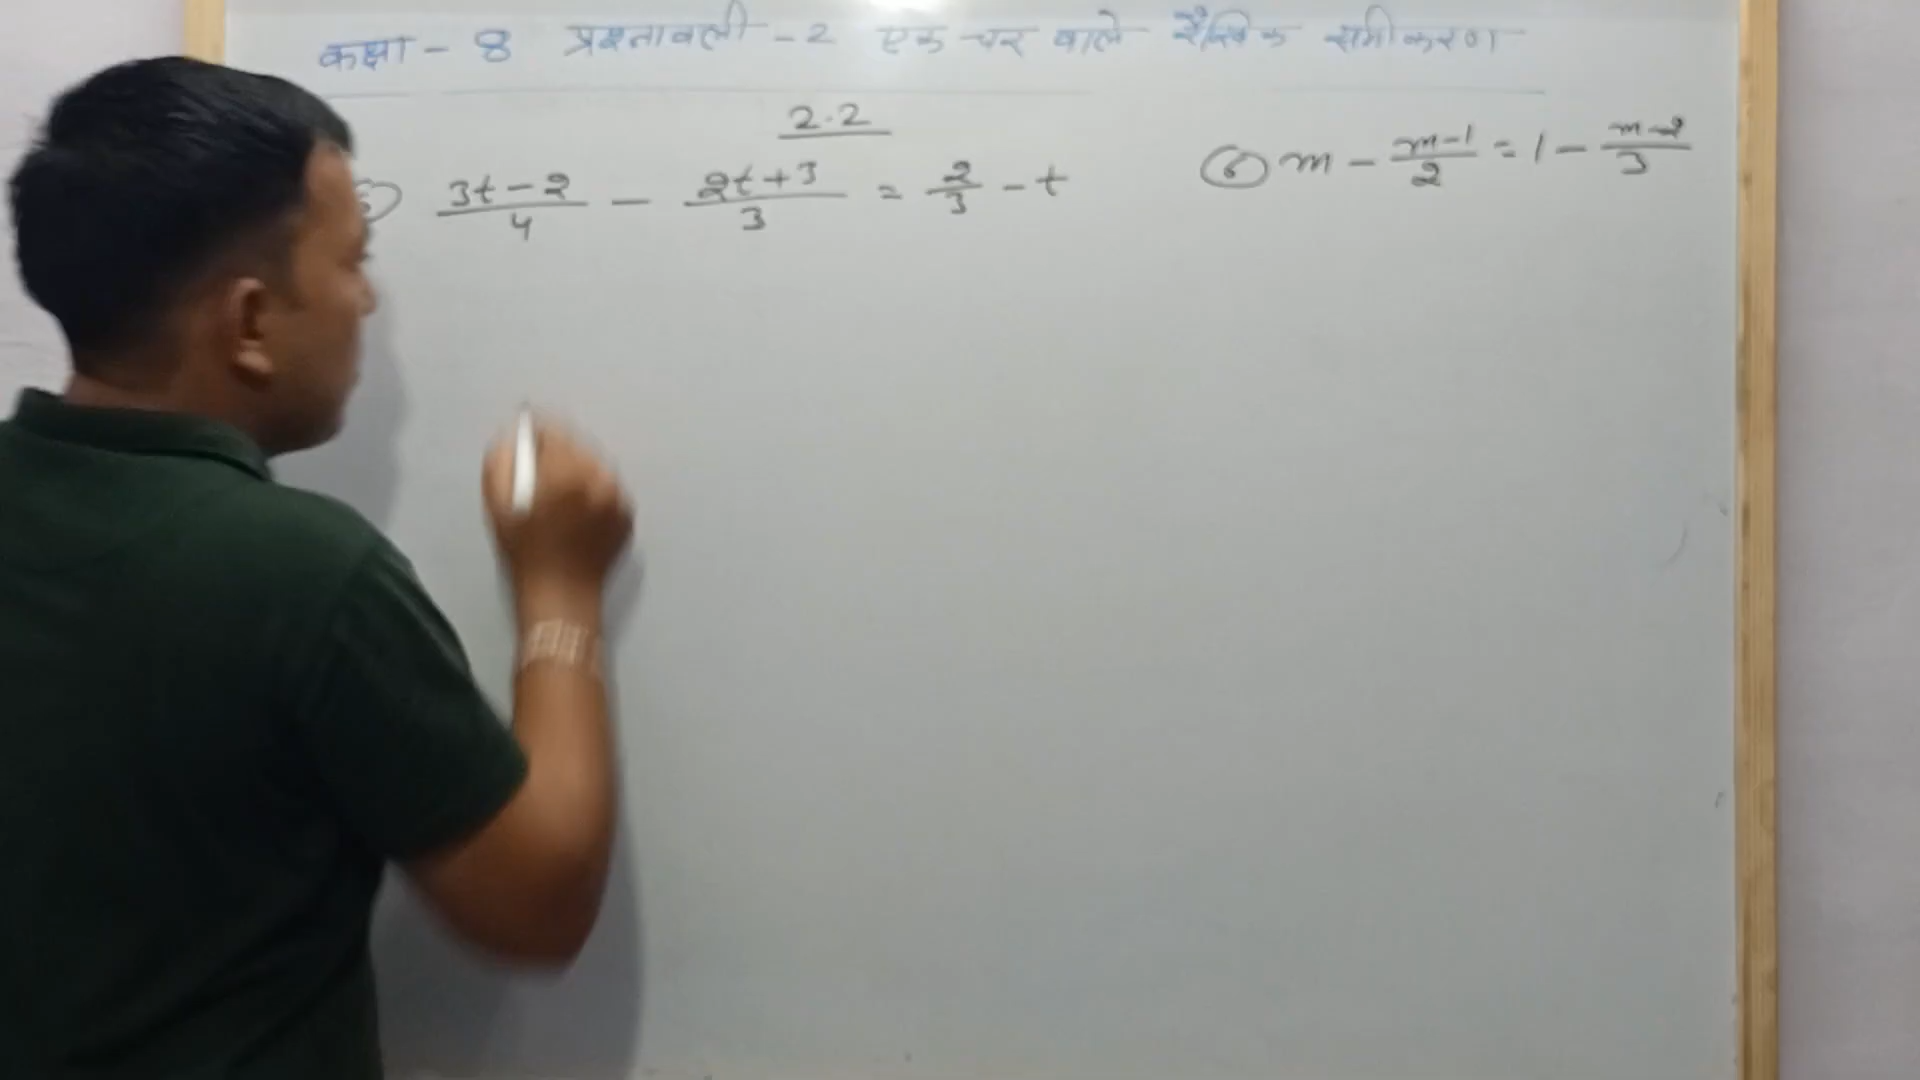 कक्षा - 8 प्रश्नावली - 2 एक चर वाले रैखिक समीकरण
2.2
(5) (3t - 2)/4 - (2t + 3)/3 = 2/3 - t
(6) m - (m - 1)/2 = 1 - (m - 2)/3